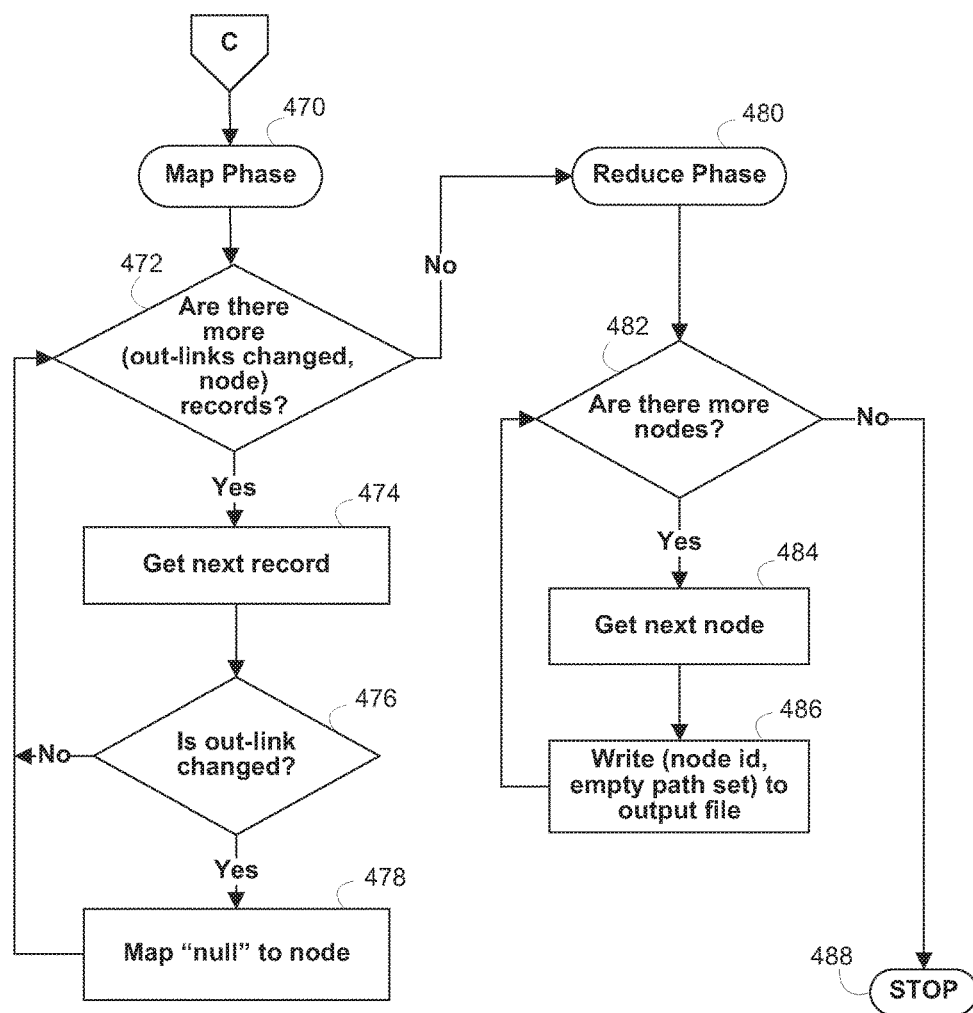 C
470
Map Phase
472
Are there
more
(out-links changed,
node)
records?
No
Yes
474
Get next record
476
Is out-link
changed?
No
Yes
478
Map “null” to node
480
Reduce Phase
482
Are there more
nodes?
No
Yes
484
Get next node
486
Write (node id,
empty path set) to
output file
488
STOP